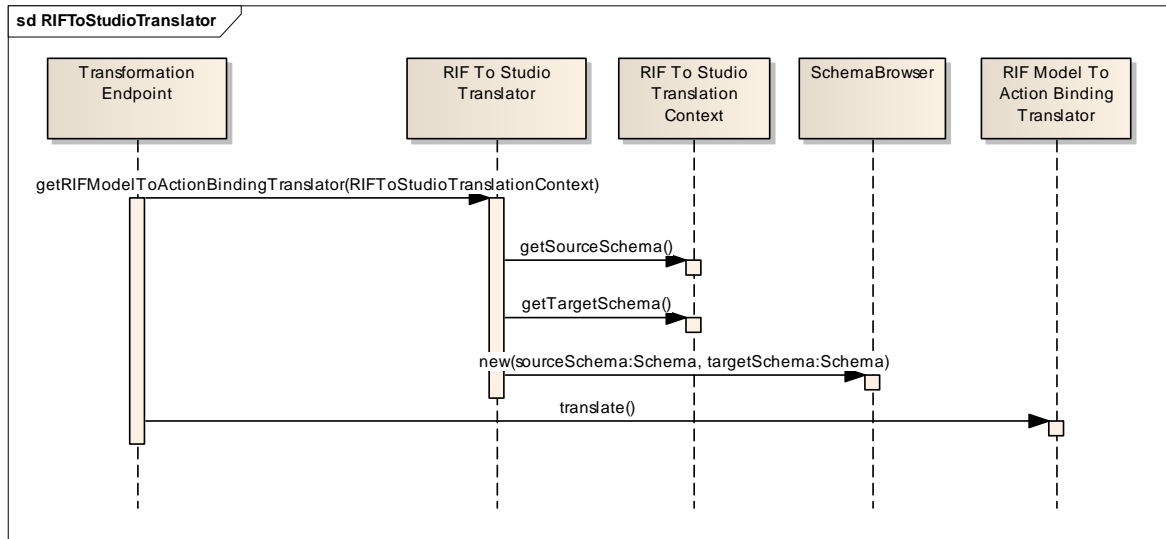 sd RIFToStudioTranslator
Transformation
Endpoint
RIF To Studio
Translator
RIF To Studio
Translation
Context
SchemaBrowser
RIF Model To
Action Binding
Translator
getRIFModelToActionBindingTranslator(RIFToStudioTranslationContext)
getSourceSchema()
getTargetSchema()
new(sourceSchema:Schema, targetSchema:Schema)
translate()